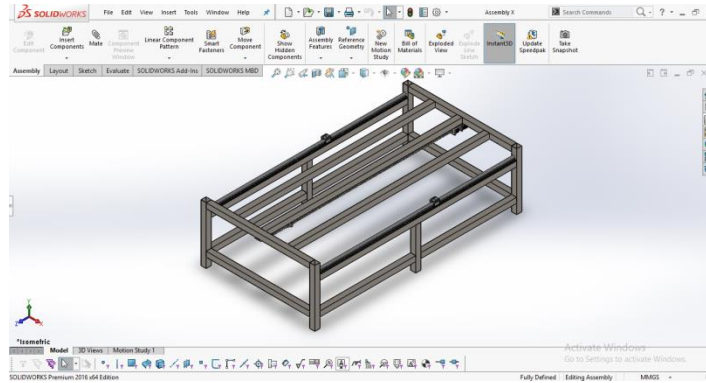 SOLIDWORKS File Edit View Insert Tools Window Help Assembly X Search Commands ?
Edit Component Insert Components Mate Component Preview Window Linear Component Pattern Smart Fasteners Move Component Show Hidden Components Assembly Features Reference Geometry New Motion Study Bill of Materials Exploded View Explode Line Sketch Instant3D Update Speedpak Take Snapshot
Assembly Layout Sketch Evaluate SOLIDWORKS Add-Ins SOLIDWORKS MBD
*Isometric
Model 3D Views Motion Study 1
Activate Windows
Go to Settings to activate Windows.
SOLIDWORKS Premium 2016 x64 Edition Fully Defined Editing Assembly MMGS